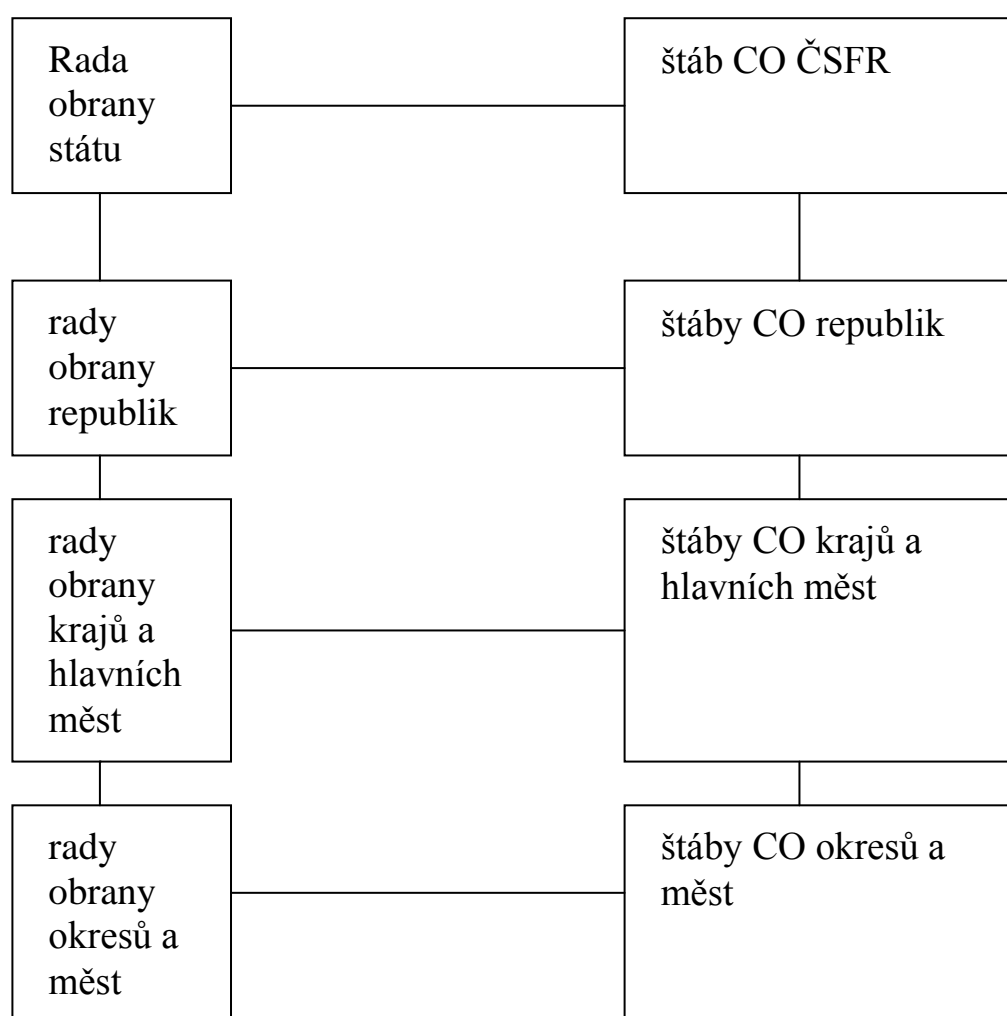 Rada
obrany
státu
štáb CO ČSFR
rady
obrany
republik
štáby CO republik
rady
obrany
krajů a
hlavních
měst
štáby CO krajů a
hlavních měst
rady
obrany
okresů a
měst
štáby CO okresů a
měst